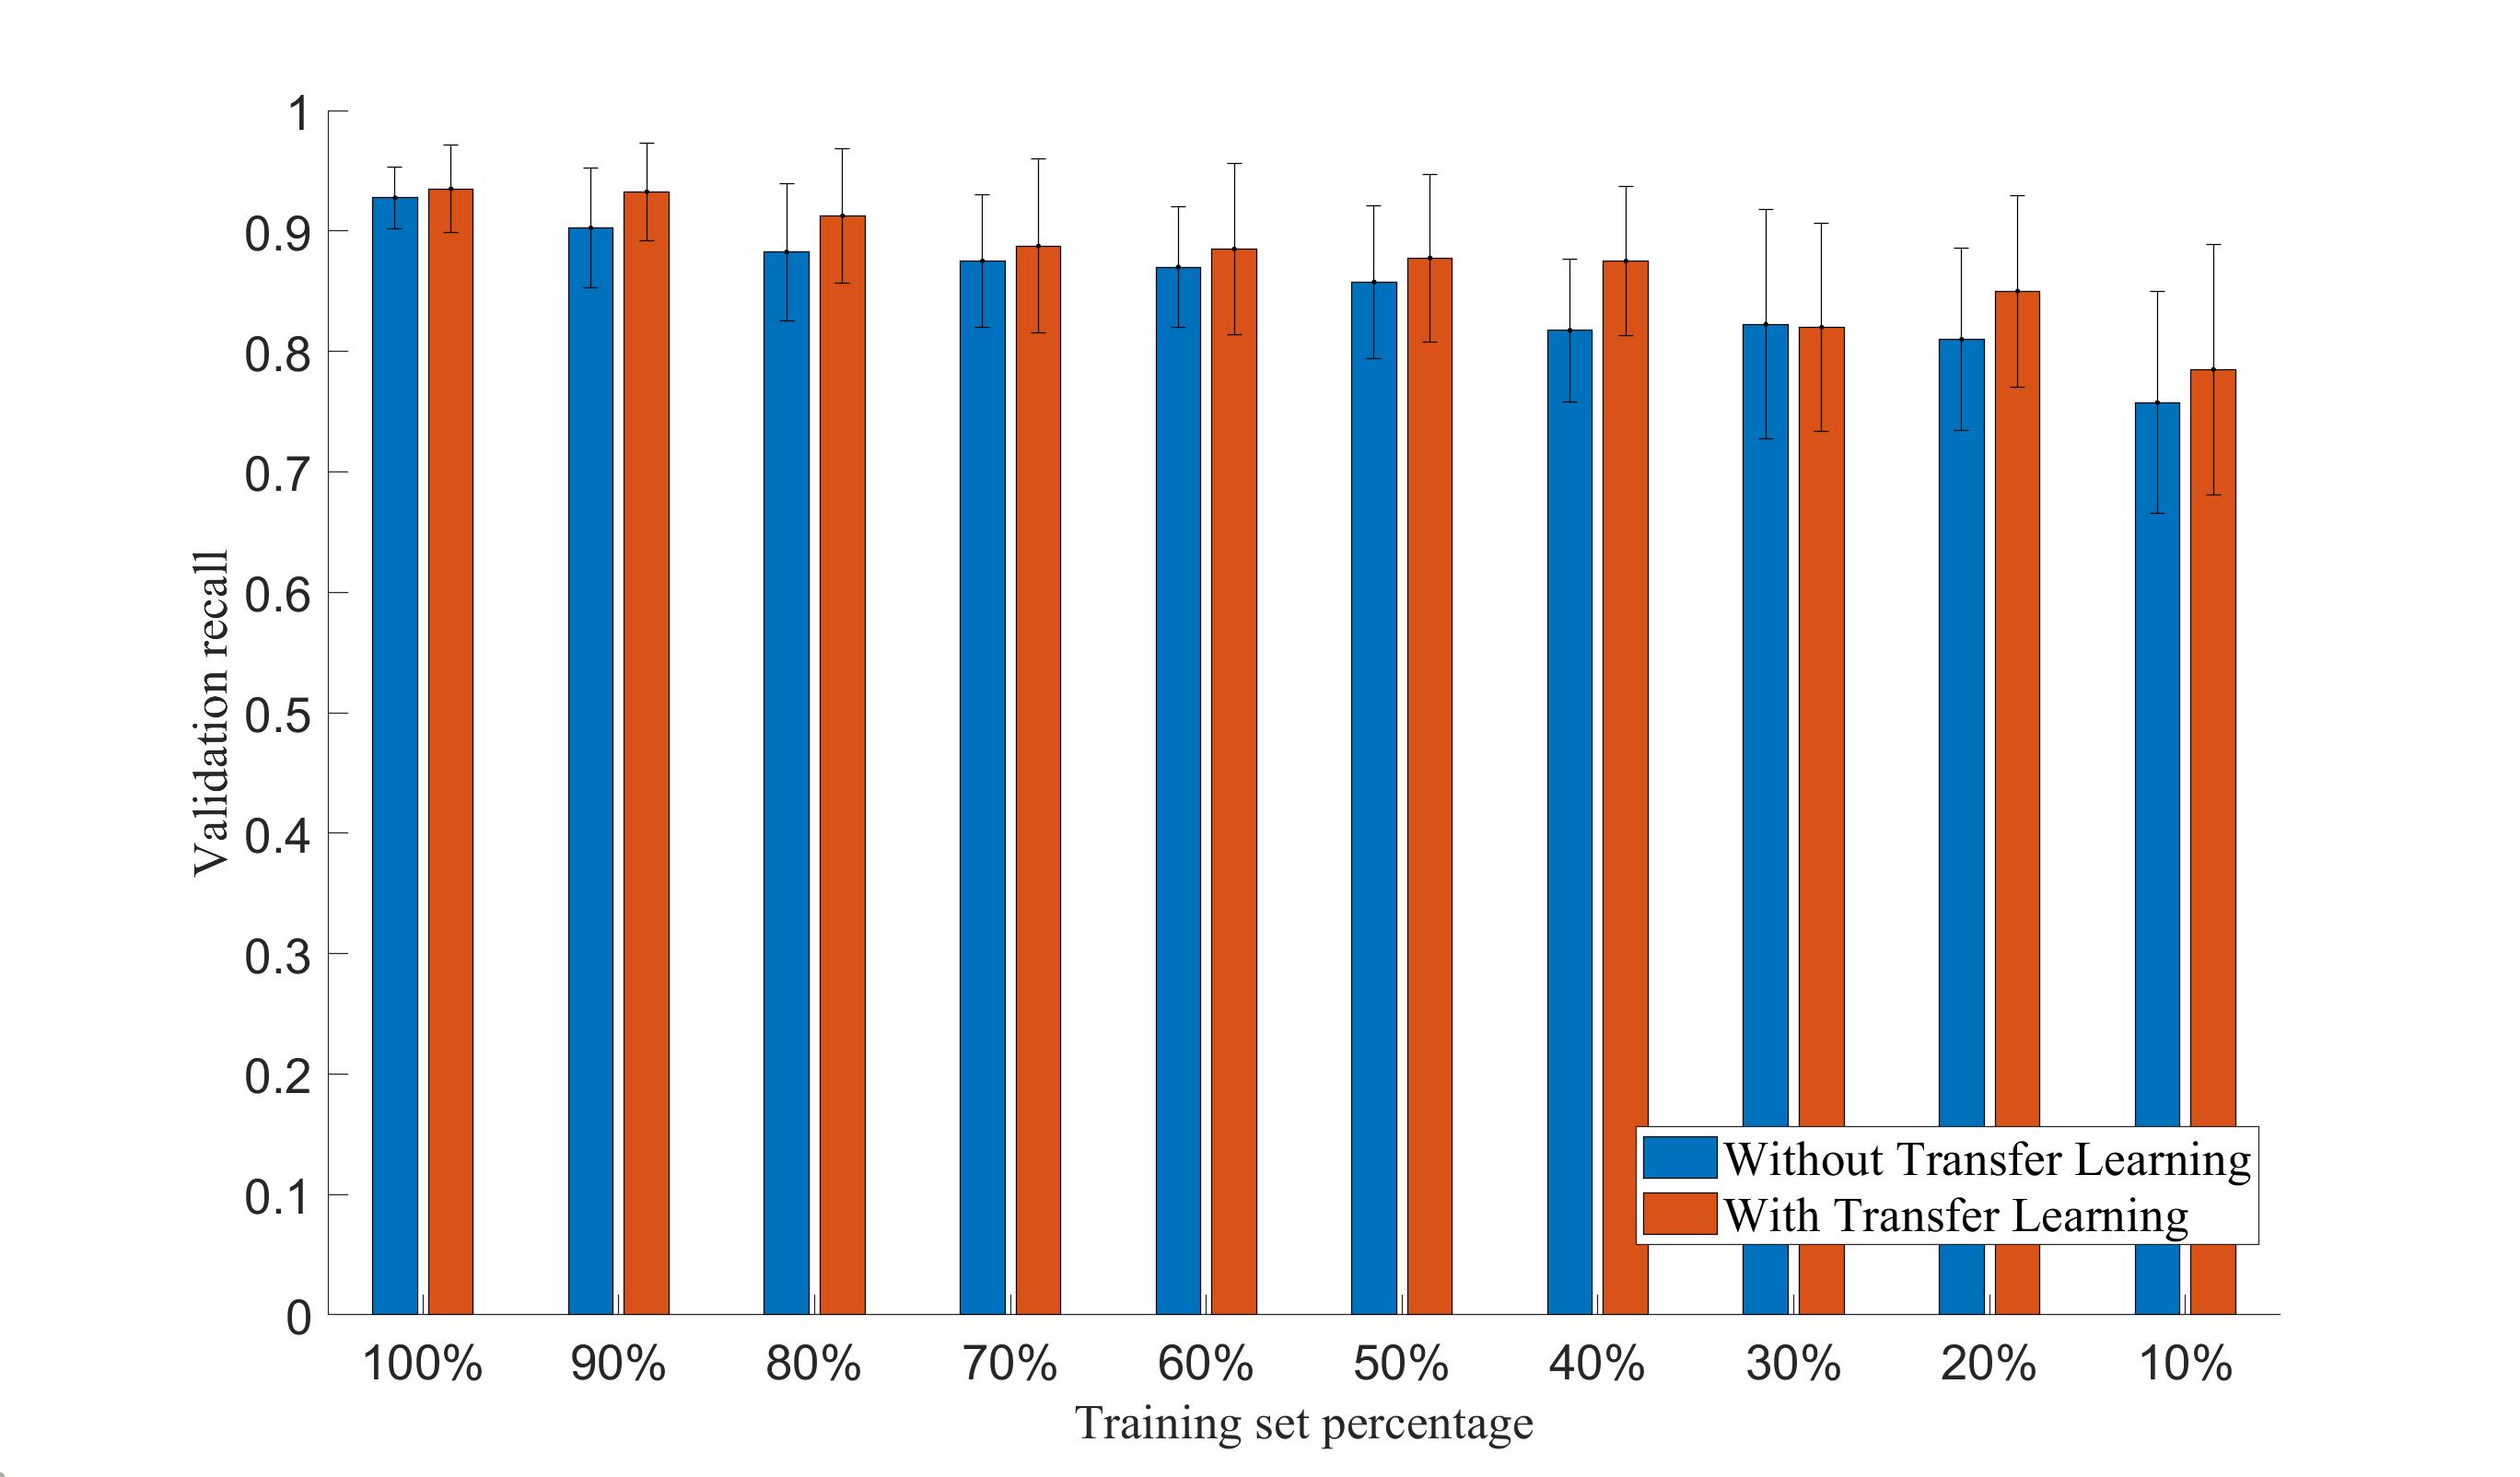 1
0.9
0.8
0.7
0.6
0.5
0.4
0.3
0.2
0.1
0
Validation recall
Without Transfer Learning
With Transfer Learning
100% 90% 80% 70% 60% 50% 40% 30% 20% 10%
Training set percentage